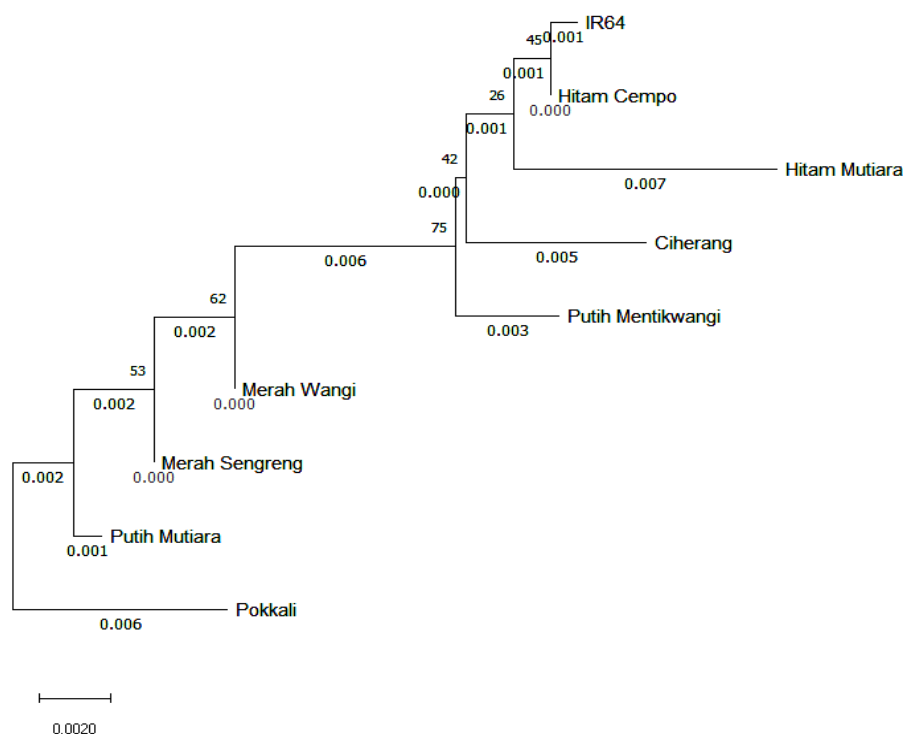 IR64
45
0.001
0.001
Hitam Cempo
26
0.000
0.001
42
Hitam Mutiara
0.007
0.000
75
Ciherang
0.005
0.006
62
Putih Mentikwangi
0.003
0.002
53
Merah Wangi
0.002
0.000
Merah Sengreng
0.002
0.000
Putih Mutiara
0.001
Pokkali
0.006
0.0020